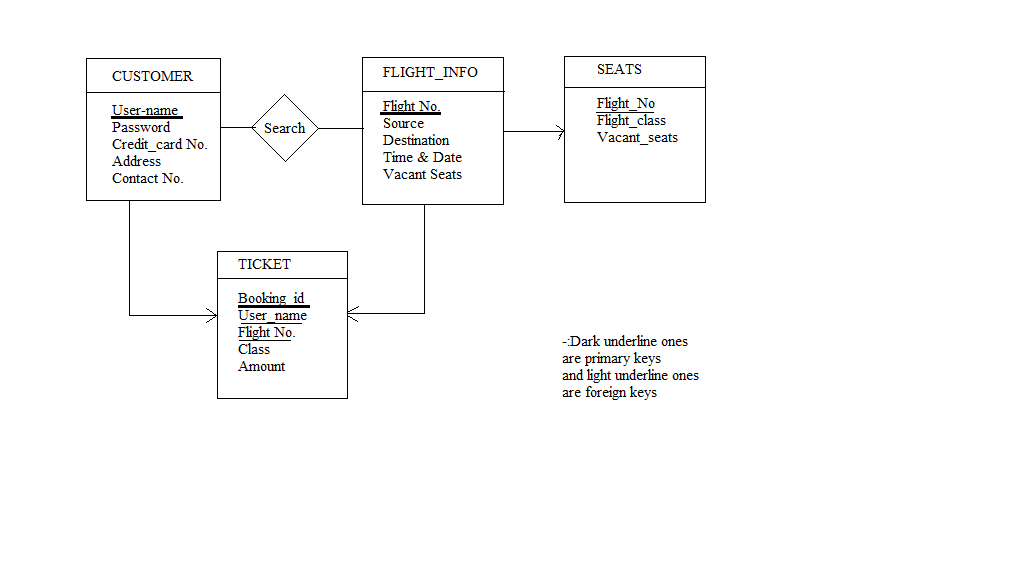 CUSTOMER
User-name
Password
Credit_card No.
Address
Contact No.
Search
FLIGHT_INFO
Flight No.
Source
Destination
Time & Date
Vacant Seats
SEATS
Flight_No
Flight_class
Vacant_seats
TICKET
Booking_id
User_name
Flight No.
Class
Amount
-:Dark underline ones
are primary keys
and light underline ones
are foreign keys